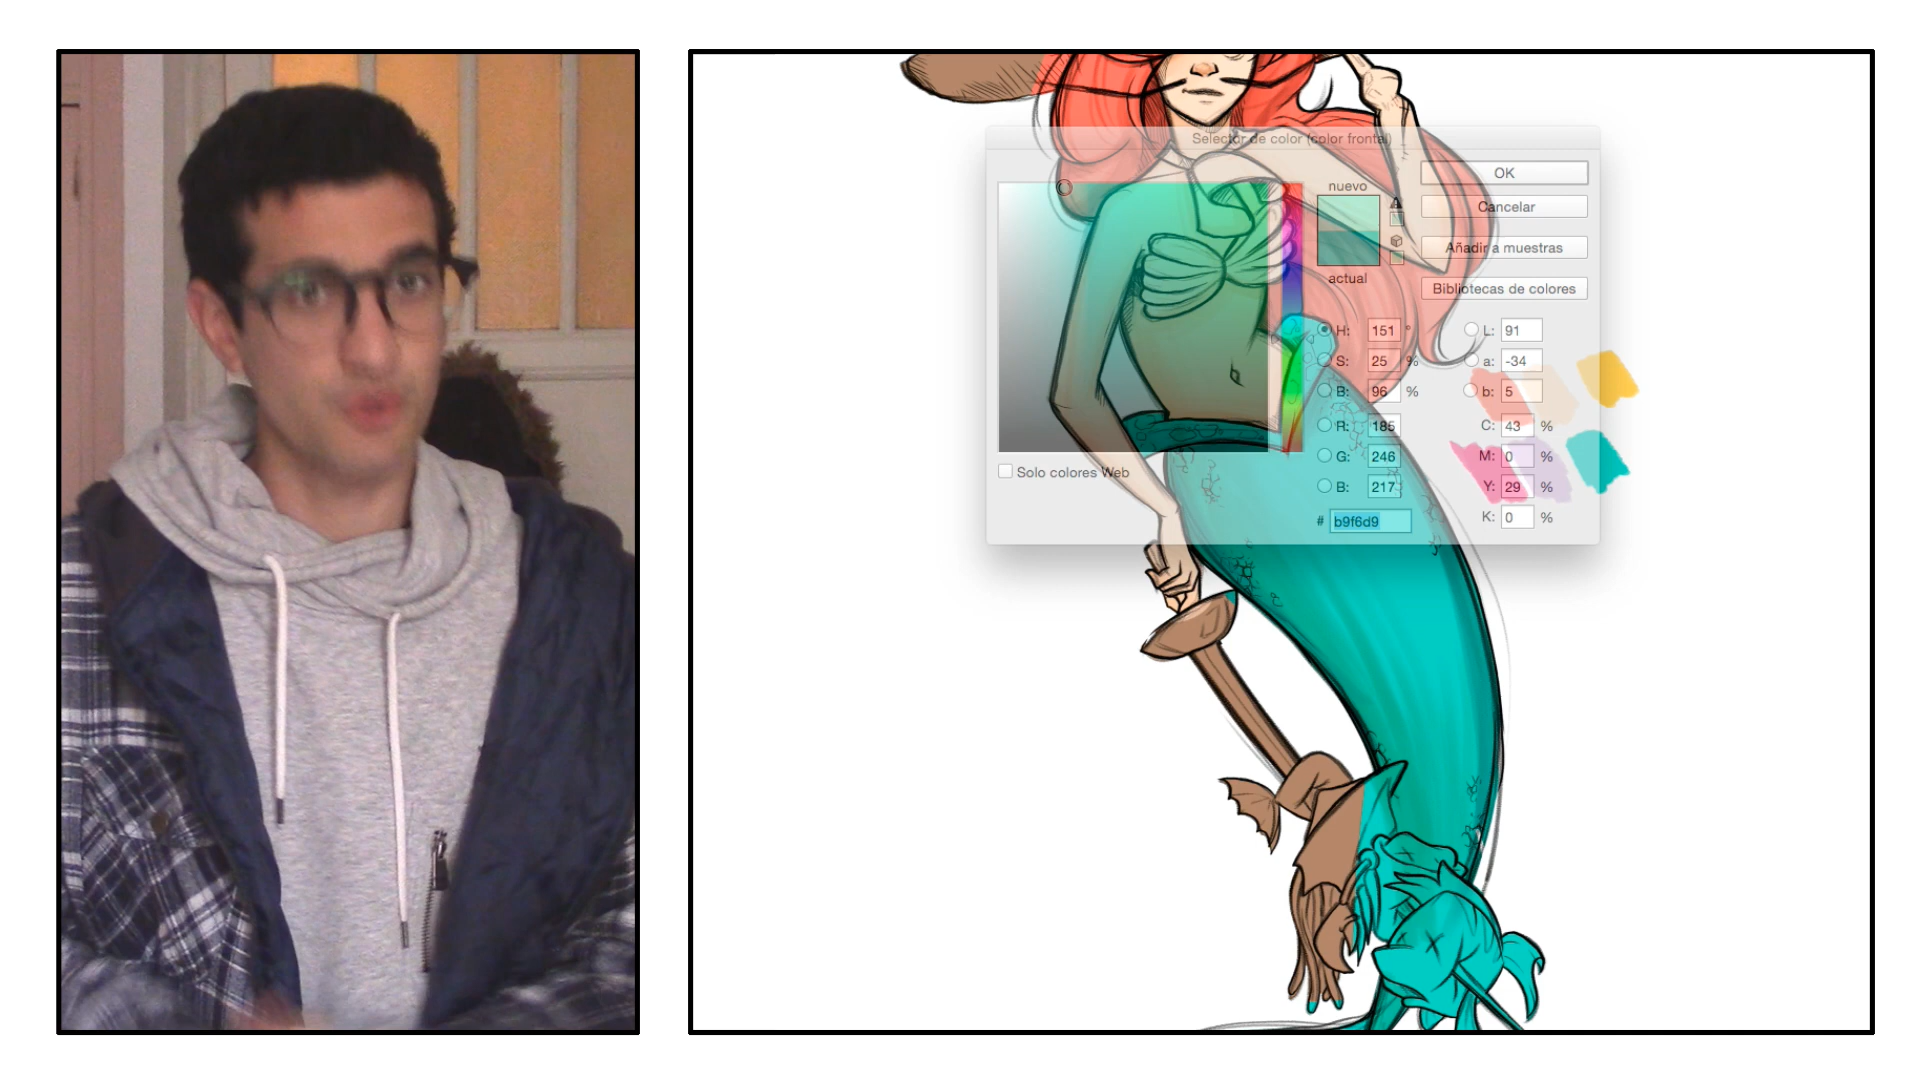 Selector de color (color frontal)
nuevo
actual
OK
Cancelar
Añadir a muestras
Bibliotecas de colores
H: 151 °
S: 25 %
B: 96 %
R: 185
G: 246
B: 217
# b9f6d9
L: 91
a: -34
b: 5
C: 43 %
M: 0 %
Y: 29 %
K: 0 %
Solo colores Web